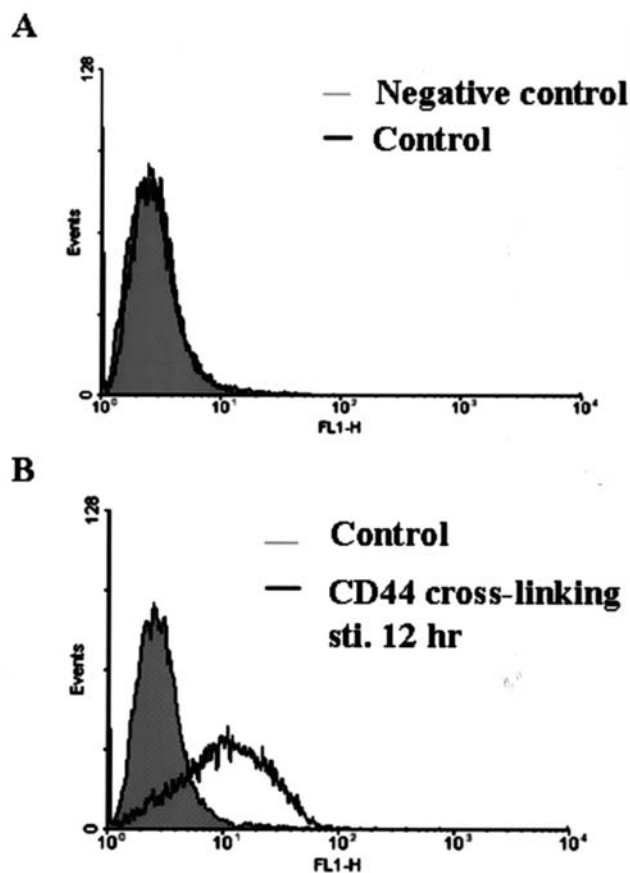 A
128
Negative control
Control
Events
0
10⁰ 10¹ 10² 10³ 10⁴
FL1-H
B
128
Control
CD44 cross-linking
sti. 12 hr
Events
0
10⁰ 10¹ 10² 10³ 10⁴
FL1-H